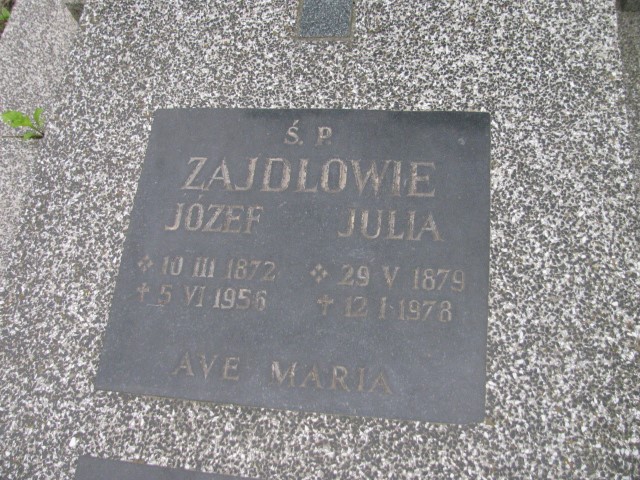 Ś. P.
ZAJDLOWIE
JÓZEF JULIA
10 III 1872 29 V 1879
5 VI 1956 12 I 1978
AVE MARIA